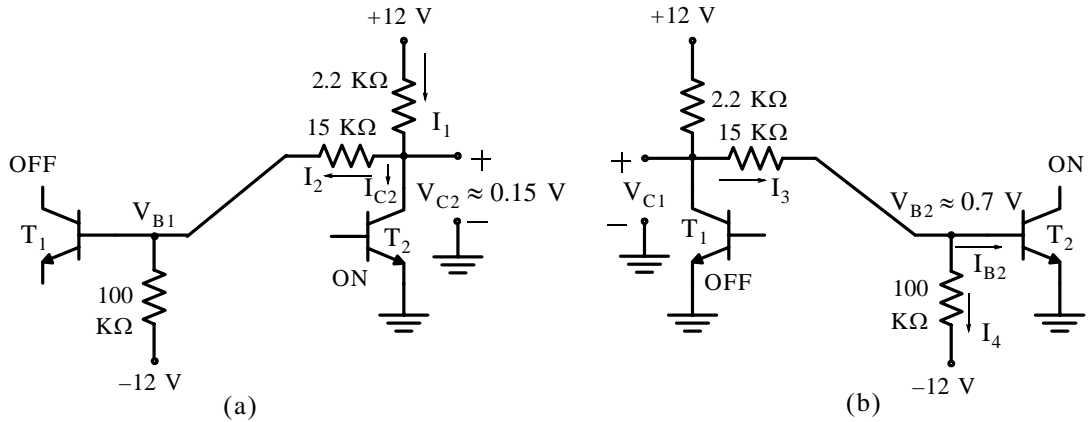 +12 V
2.2 KΩ
I1
15 KΩ
I2
IC2
+
VC2 ≈ 0.15 V
–
OFF
T1
VB1
T2
ON
100
KΩ
–12 V
(a)
+12 V
2.2 KΩ
15 KΩ
+
I3
VC1
–
T1
OFF
ON
VB2 ≈ 0.7 V
T2
IB2
100
KΩ
I4
–12 V
(b)